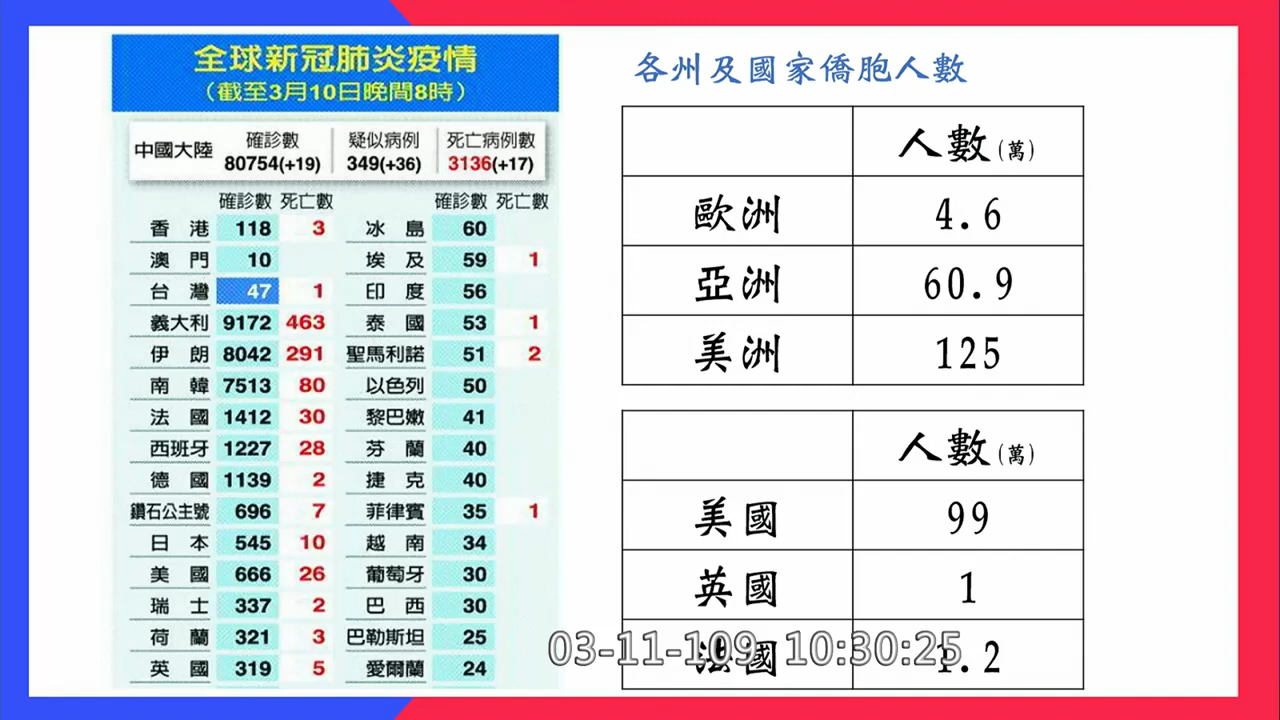 全球新冠肺炎疫情
（截至3月10日晚間8時）
中國大陸 確診數 疑似病例 死亡病例數
80754(+19) 349(+36) 3136(+17)
確診數 死亡數 確診數 死亡數
香港 118 3 冰島 60
澳門 10 埃及 59 1
台灣 47 1 印度 56
義大利 9172 463 泰國 53 1
伊朗 8042 291 聖馬利諾 51 2
南韓 7513 80 以色列 50
法國 1412 30 黎巴嫩 41
西班牙 1227 28 芬蘭 40
德國 1139 2 捷克 40
鑽石公主號 696 7 菲律賓 35 1
日本 545 10 越南 34
美國 666 26 葡萄牙 30
瑞士 337 2 巴西 30
荷蘭 321 3 巴勒斯坦 25
英國 319 5 愛爾蘭 24
各州及國家僑胞人數
人數(萬)
歐洲 4.6
亞洲 60.9
美洲 125
人數(萬)
美國 99
英國 1
法國 1.2
03-11-109 10:30:25